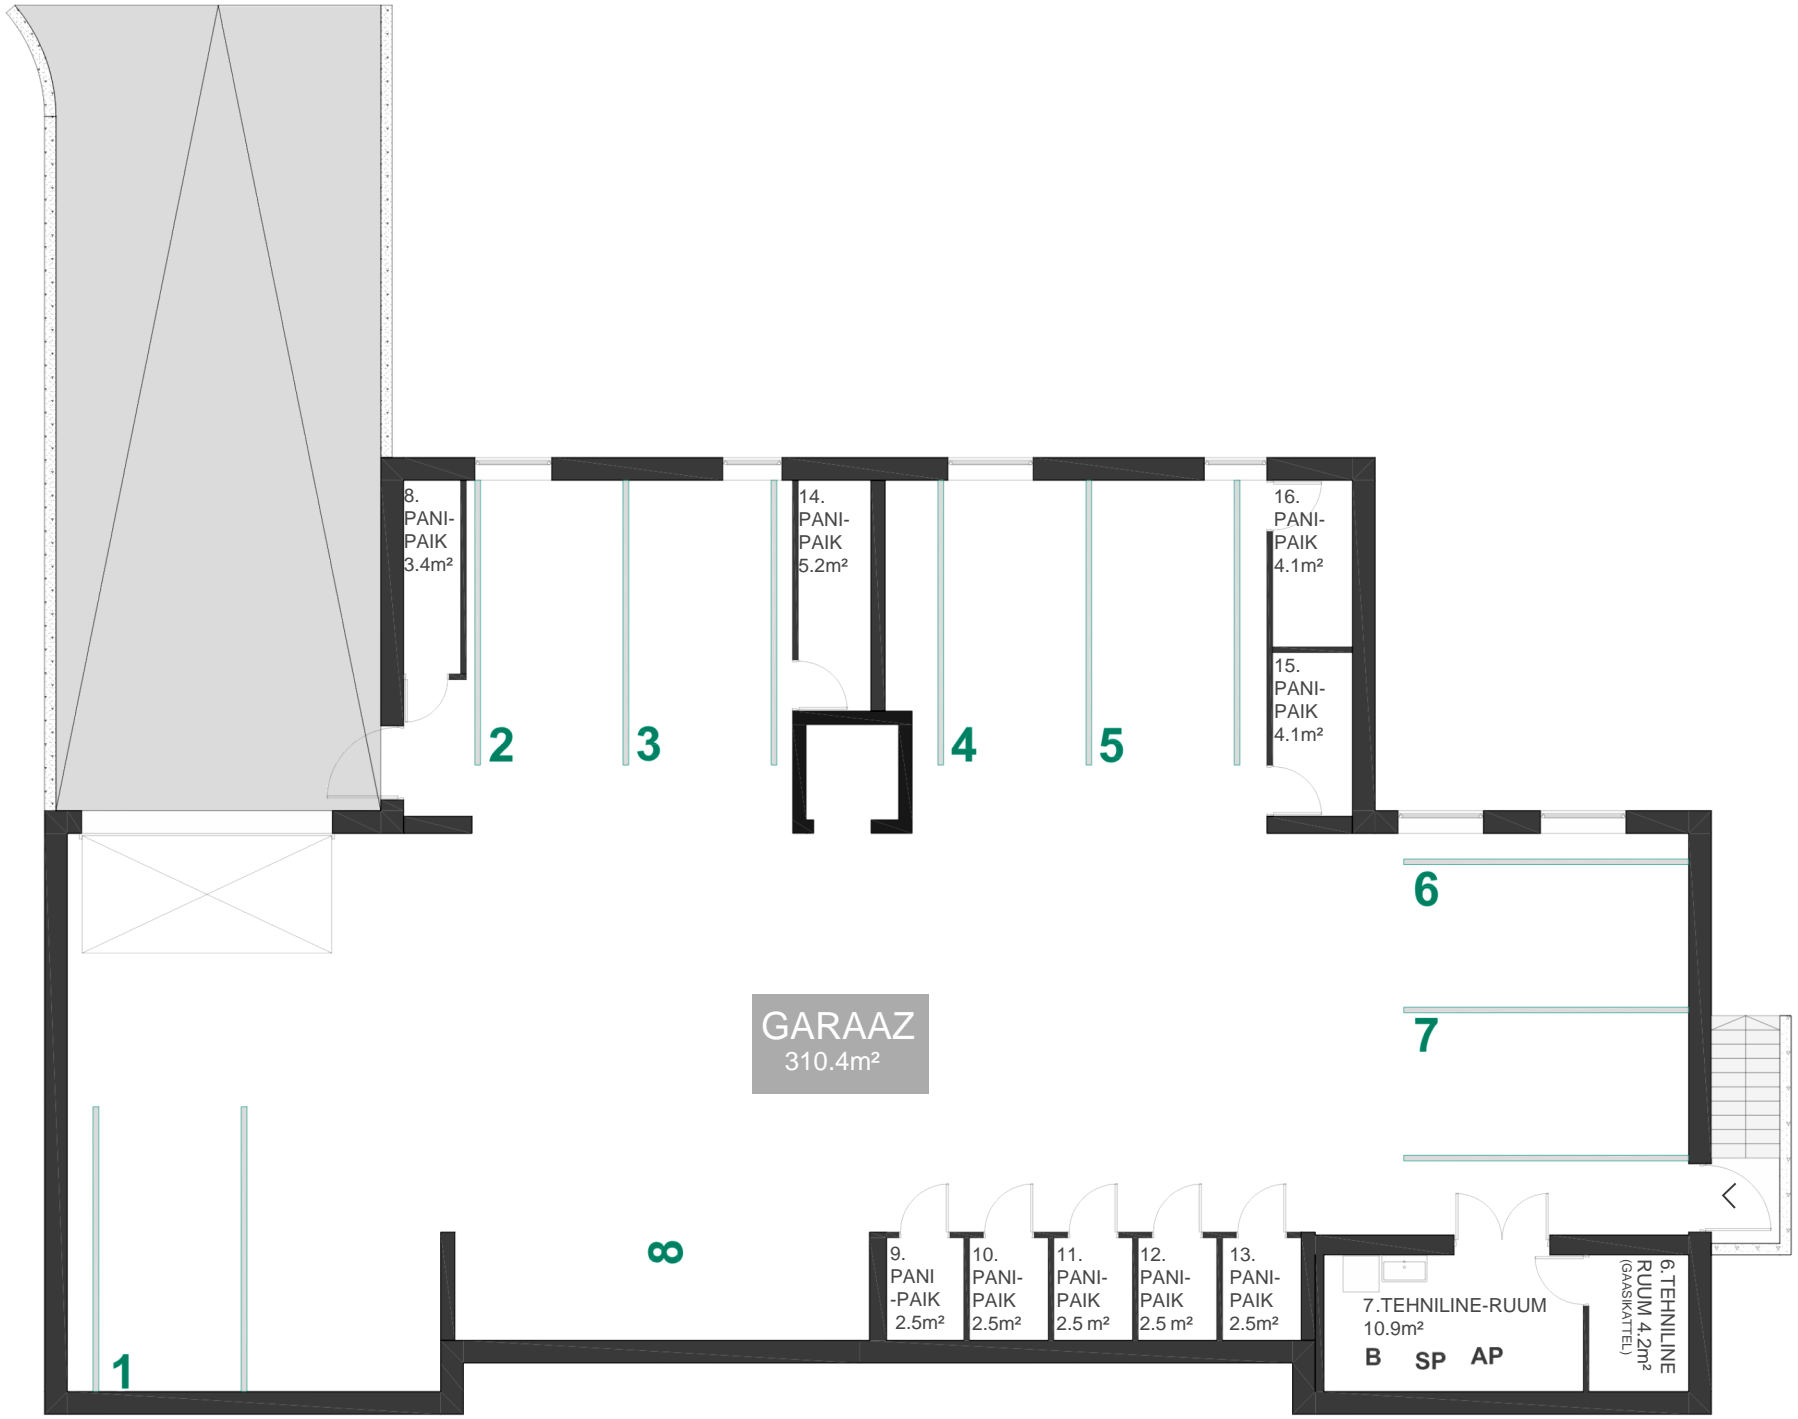 8.
PANI-
PAIK
3.4m²
14.
PANI-
PAIK
5.2m²
16.
PANI-
PAIK
4.1m²
15.
PANI-
PAIK
4.1m²
2
3
4
5
6
7
GARAAZ
310.4m²
8
1
9.
PANI
-PAIK
2.5m²
10.
PANI-
PAIK
2.5m²
11.
PANI-
PAIK
2.5 m²
12.
PANI-
PAIK
2.5 m²
13.
PANI-
PAIK
2.5m²
7.TEHNILINE-RUUM
10.9m²
B SP AP
6.TEHNILINE
RUUM 4.2m²
(GAASIKATTEL)